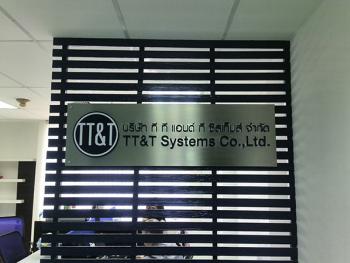 TT&T
บริษัท ที ที แอนด์ ที ซิสเท็มส์ จำกัด
TT&T Systems Co.,Ltd.